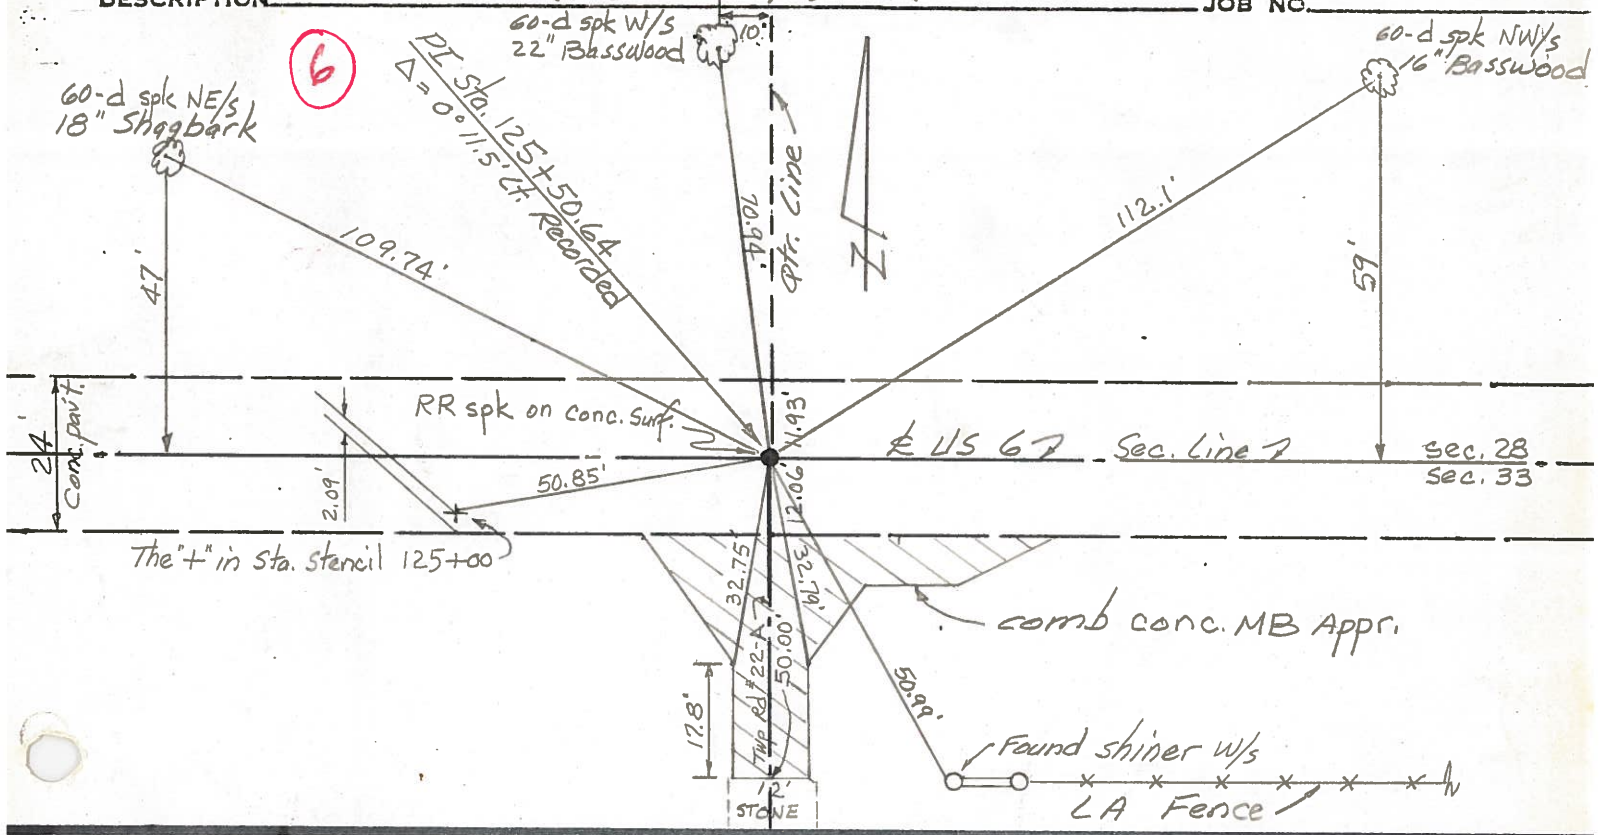 DESCRIPTION
JOB NO.
6
60-d spk W/s
22" Basswood
10'
60-d spk NW/s
16" Basswood
60-d spk NE/s
18" Shagbark
PI Sta. 125+50.64
Δ = 0° 11.5' Lt. Recorded
Qtr. Line
N
47'
109.74'
70.94'
112.1'
59'
24'
Conc. pav't.
RR spk on conc. Surf.
11.93'
℄ US 6
Sec. Line
Sec. 28
Sec. 33
2.09'
50.85'
12.06'
The "+" in Sta. Stencil 125+00
32.75'
32.79'
comb conc. MB Appr.
17.8'
Twp Rd #22-A
50.00'
50.99'
Found shiner W/s
12'
STONE
LA Fence